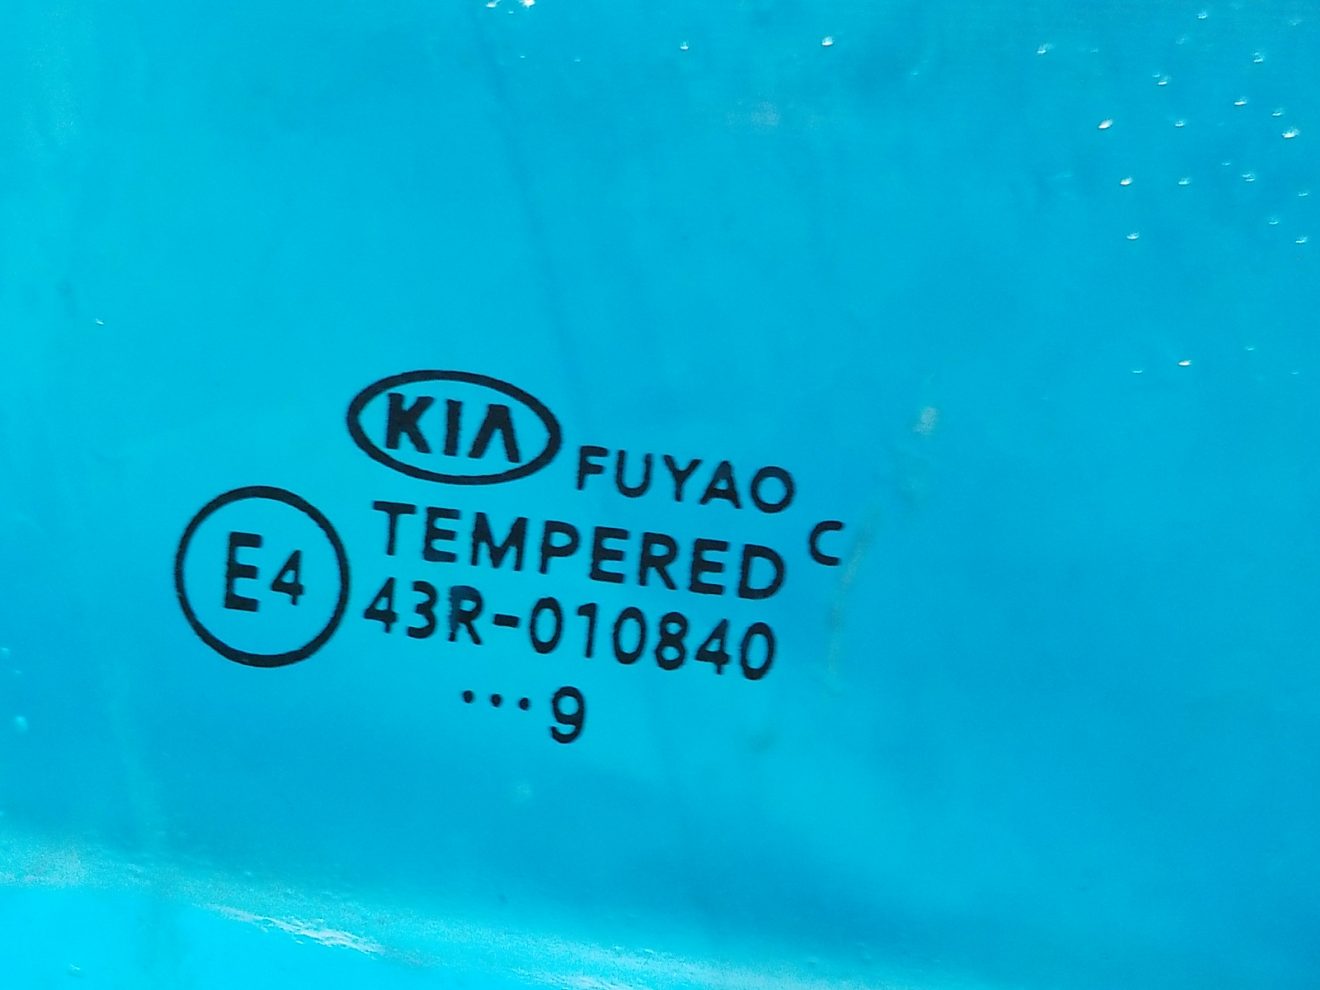 KIA FUYAO
TEMPERED C
E4 43R-010840
...9